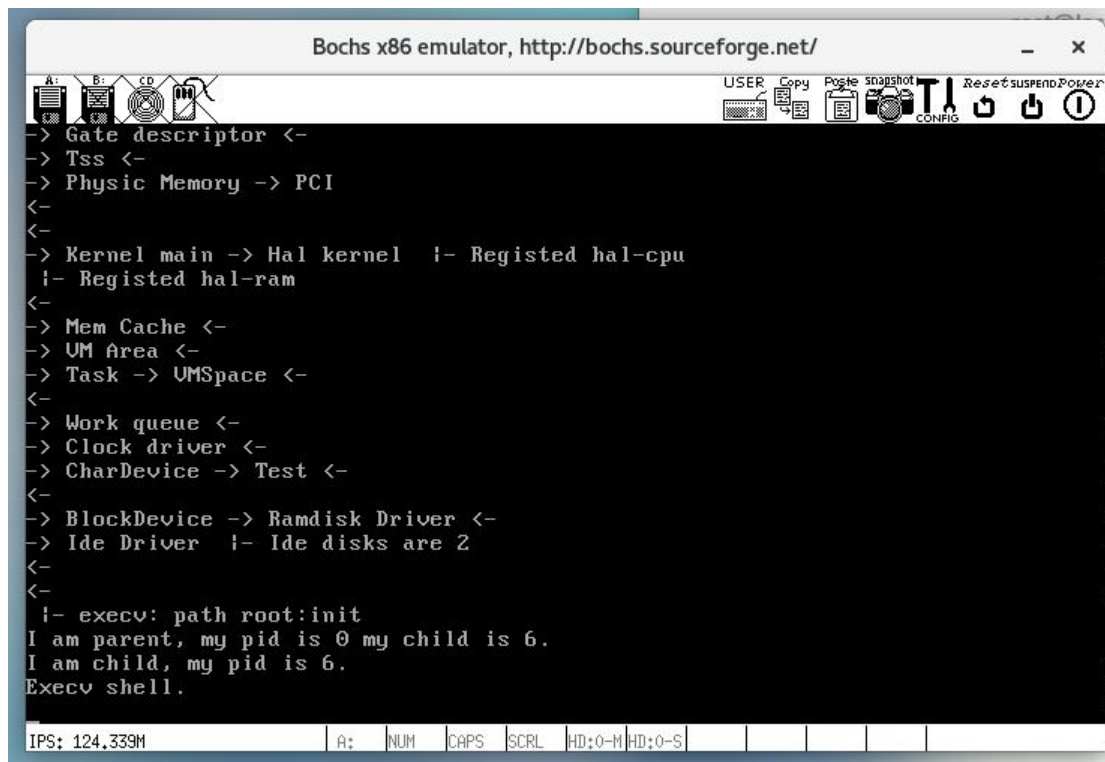 Bochs x86 emulator, http://bochs.sourceforge.net/
A: B: CD USER Copy Paste snapshot CONFIG Reset SUSPEND Power
-> Gate descriptor <-
-> Tss <-
-> Physic Memory -> PCI
<-
<-
-> Kernel main -> Hal kernel |- Registed hal-cpu
|- Registed hal-ram
<-
-> Mem Cache <-
-> VM Area <-
-> Task -> VMSpace <-
<-
-> Work queue <-
-> Clock driver <-
-> CharDevice -> Test <-
<-
-> BlockDevice -> Ramdisk Driver <-
-> Ide Driver |- Ide disks are 2
<-
<-
|- execv: path root:init
I am parent, my pid is 0 my child is 6.
I am child, my pid is 6.
Execv shell.
IPS: 124.339M A: NUM CAPS SCRL HD:0-M HD:0-S